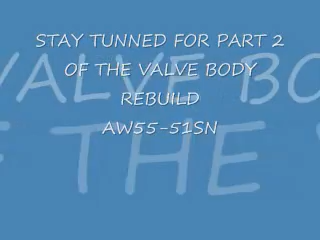 STAY TUNNED FOR PART 2
OF THE VALVE BODY
REBUILD
AW55-51SN